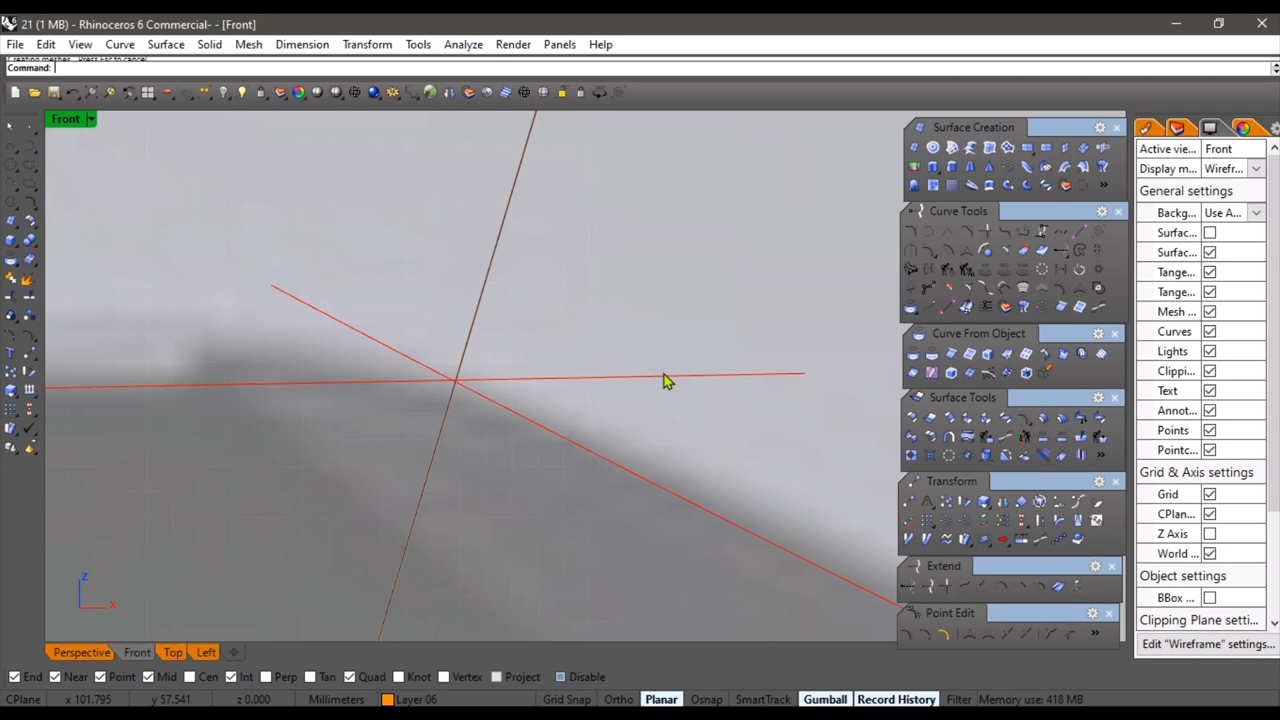 21 (1 MB) - Rhinoceros 6 Commercial- - [Front]
File Edit View Curve Surface Solid Mesh Dimension Transform Tools Analyze Render Panels Help
Creating meshes... Press Esc to cancel
Command:
Front
Surface Creation
Curve Tools
Curve From Object
Surface Tools
Transform
Extend
Point Edit
Active vie... Front
Display m... Wirefr...
General settings
Backg... Use A...
Surfac...
Surfac...
Tange...
Tange...
Mesh ...
Curves
Lights
Clippi...
Text
Annot...
Points
Pointc...
Grid & Axis settings
Grid
CPlan...
Z Axis
World ...
Object settings
BBox ...
Clipping Plane setti...
Edit "Wireframe" settings...
z
x
Perspective Front Top Left
End Near Point Mid Cen Int Perp Tan Quad Knot Vertex Project Disable
CPlane x 101.795 y 57.541 z 0.000 Millimeters Layer 06 Grid Snap Ortho Planar Osnap SmartTrack Gumball Record History Filter Memory use: 418 MB